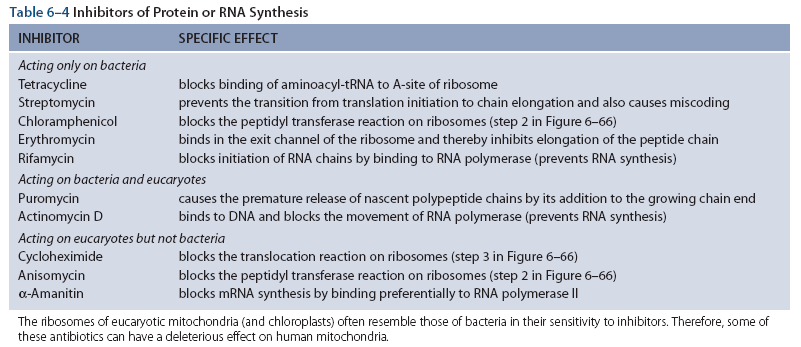 Table 6–4 Inhibitors of Protein or RNA Synthesis
INHIBITOR SPECIFIC EFFECT
Acting only on bacteria
Tetracycline blocks binding of aminoacyl-tRNA to A-site of ribosome
Streptomycin prevents the transition from translation initiation to chain elongation and also causes miscoding
Chloramphenicol blocks the peptidyl transferase reaction on ribosomes (step 2 in Figure 6–66)
Erythromycin binds in the exit channel of the ribosome and thereby inhibits elongation of the peptide chain
Rifamycin blocks initiation of RNA chains by binding to RNA polymerase (prevents RNA synthesis)
Acting on bacteria and eucaryotes
Puromycin causes the premature release of nascent polypeptide chains by its addition to the growing chain end
Actinomycin D binds to DNA and blocks the movement of RNA polymerase (prevents RNA synthesis)
Acting on eucaryotes but not bacteria
Cycloheximide blocks the translocation reaction on ribosomes (step 3 in Figure 6–66)
Anisomycin blocks the peptidyl transferase reaction on ribosomes (step 2 in Figure 6–66)
α-Amanitin blocks mRNA synthesis by binding preferentially to RNA polymerase II
The ribosomes of eucaryotic mitochondria (and chloroplasts) often resemble those of bacteria in their sensitivity to inhibitors. Therefore, some of
these antibiotics can have a deleterious effect on human mitochondria.